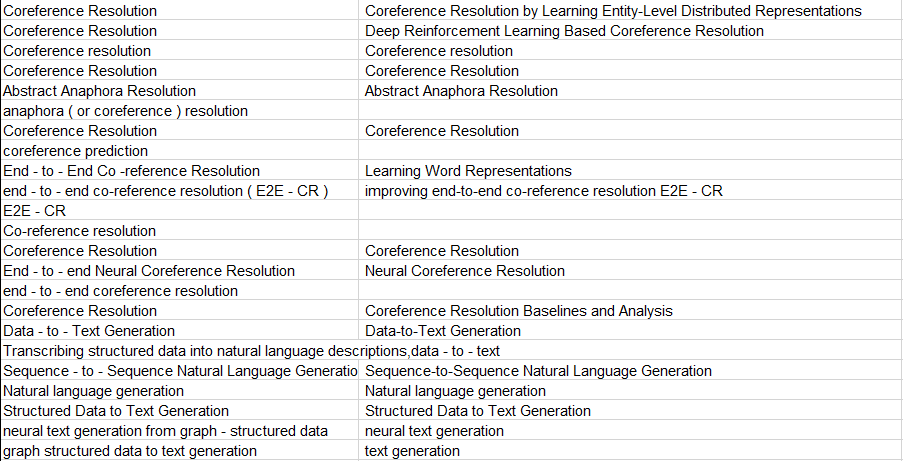 Coreference Resolution Coreference Resolution by Learning Entity-Level Distributed Representations
Coreference Resolution Deep Reinforcement Learning Based Coreference Resolution
Coreference resolution Coreference resolution
Coreference Resolution Coreference Resolution
Abstract Anaphora Resolution Abstract Anaphora Resolution
anaphora ( or coreference ) resolution
Coreference Resolution Coreference Resolution
coreference prediction
End - to - End Co -reference Resolution Learning Word Representations
end - to - end co-reference resolution ( E2E - CR ) improving end-to-end co-reference resolution E2E - CR
E2E - CR
Co-reference resolution
Coreference Resolution Coreference Resolution
End - to - end Neural Coreference Resolution Neural Coreference Resolution
end - to - end coreference resolution
Coreference Resolution Coreference Resolution Baselines and Analysis
Data - to - Text Generation Data-to-Text Generation
Transcribing structured data into natural language descriptions,data - to - text
Sequence - to - Sequence Natural Language Generatio Sequence-to-Sequence Natural Language Generation
Natural language generation Natural language generation
Structured Data to Text Generation Structured Data to Text Generation
neural text generation from graph - structured data neural text generation
graph structured data to text generation text generation